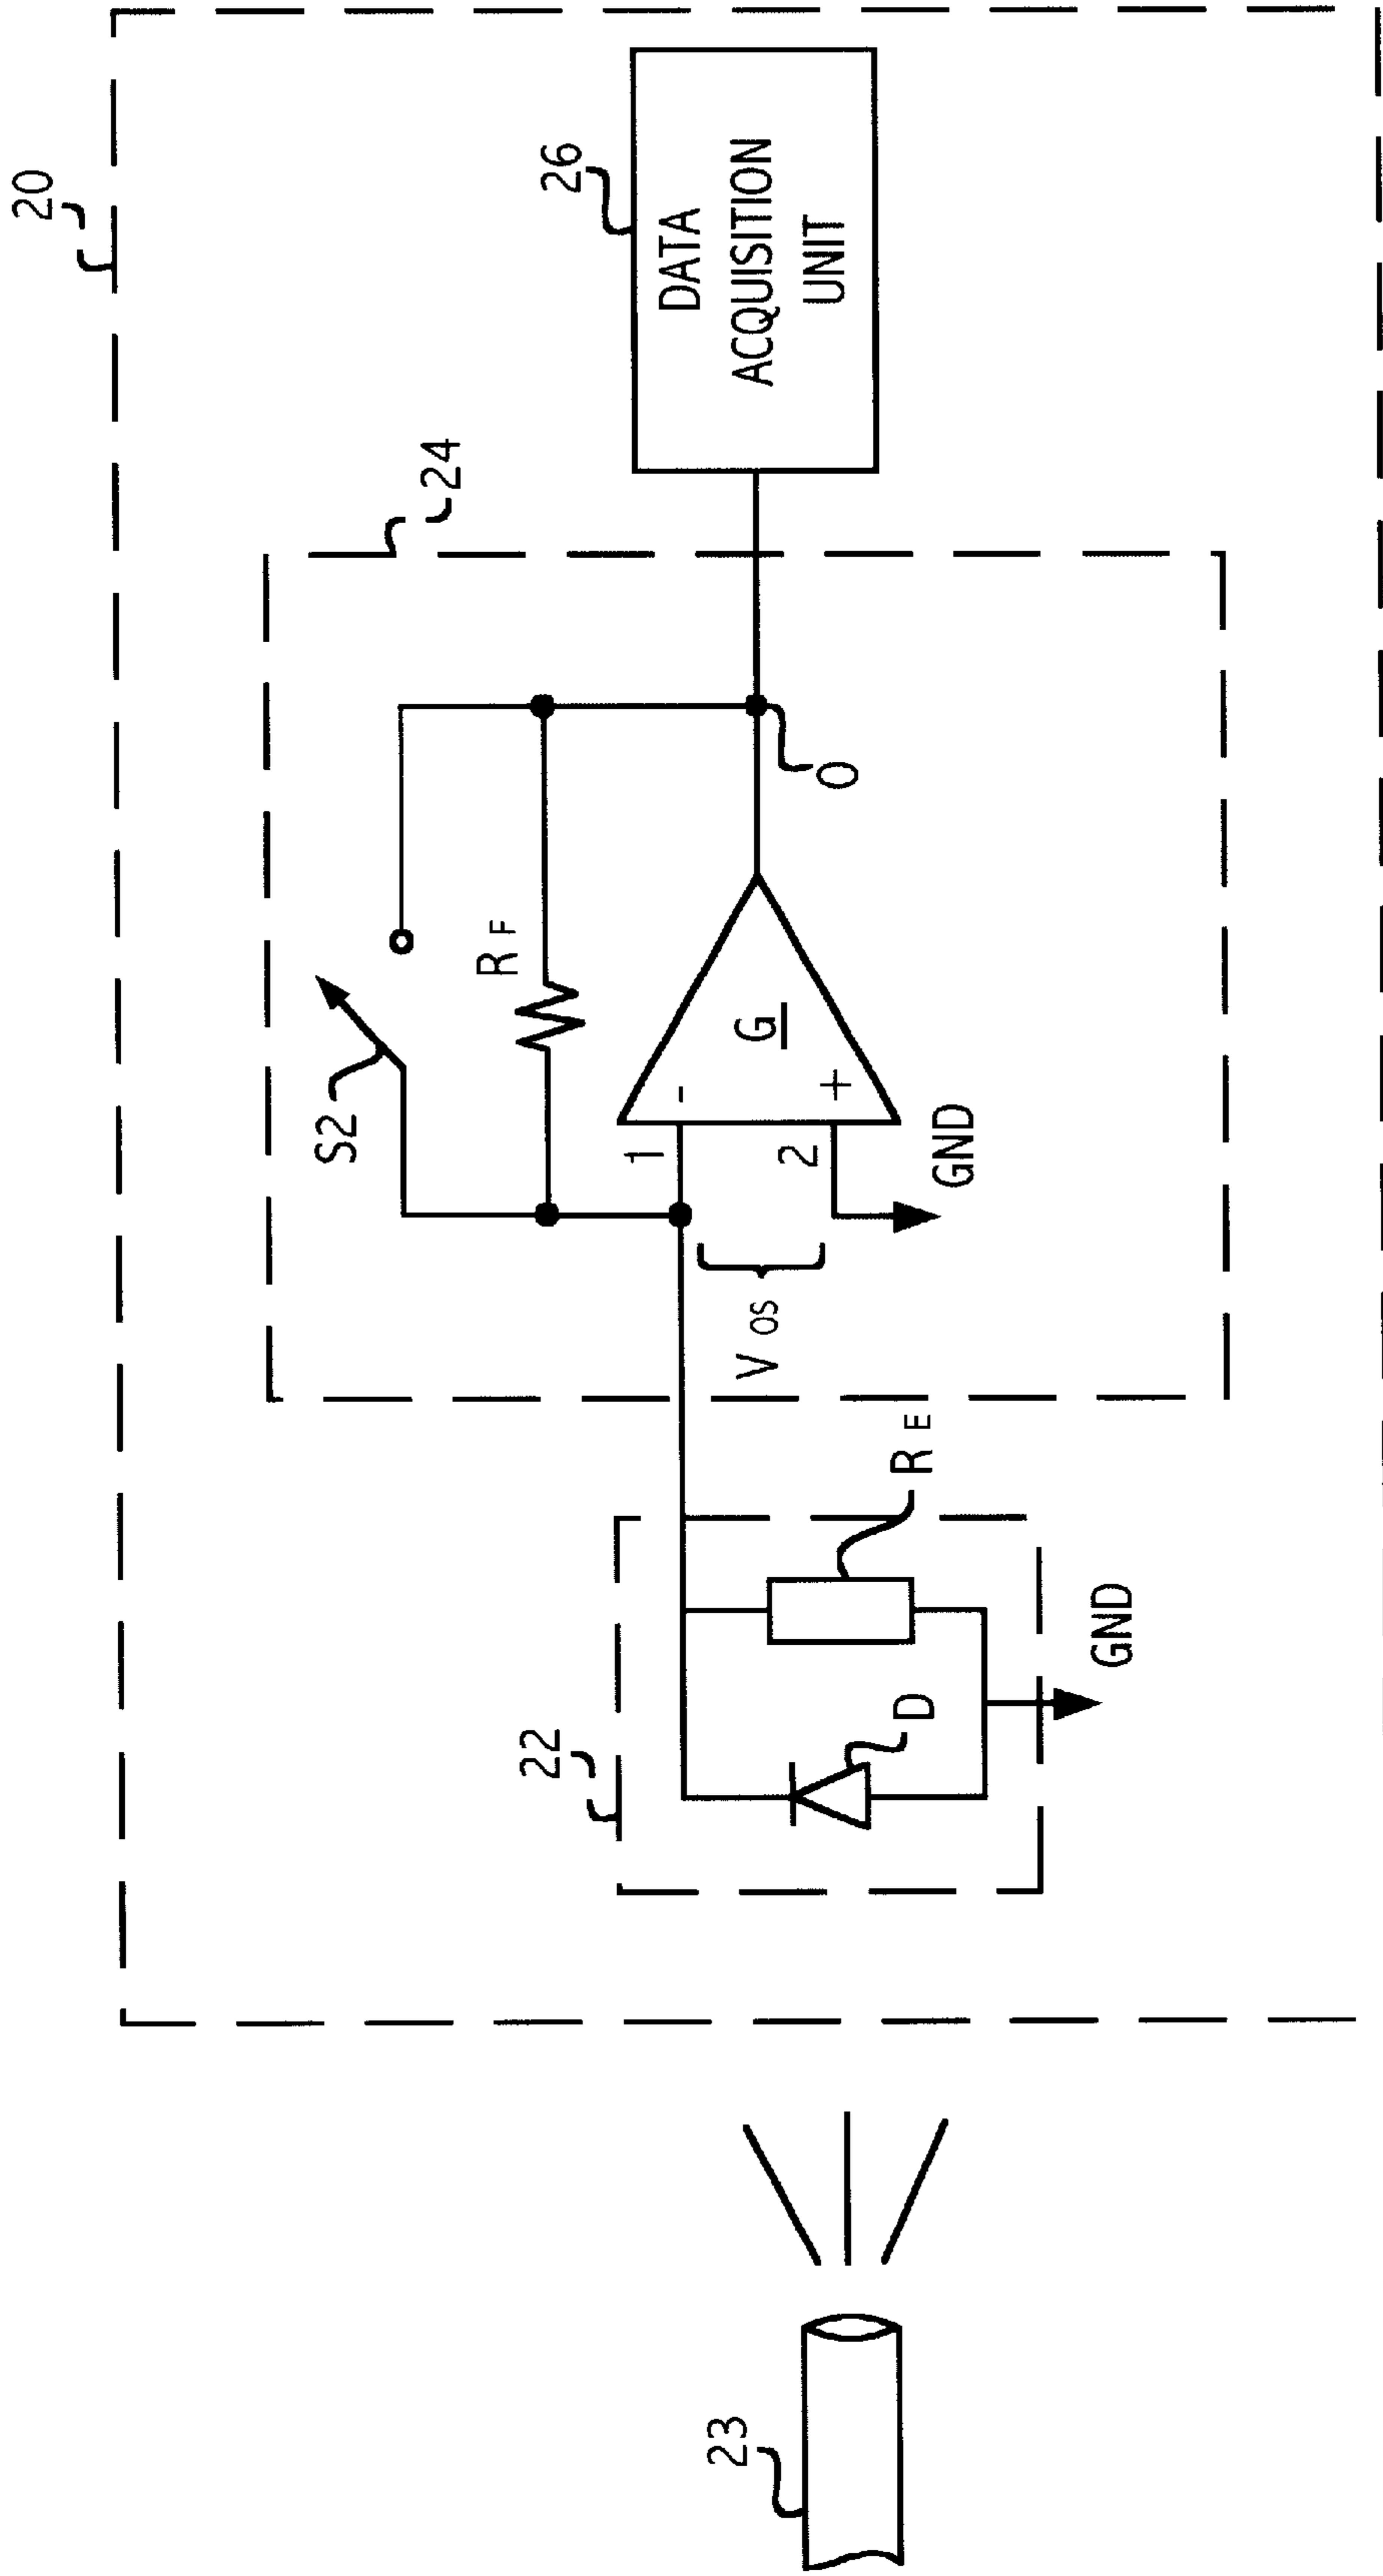 20
24
26
S2
R F
DATA
ACQUISITION
UNIT
1
-
G
O
2
+
V OS
GND
22
R E
D
GND
23